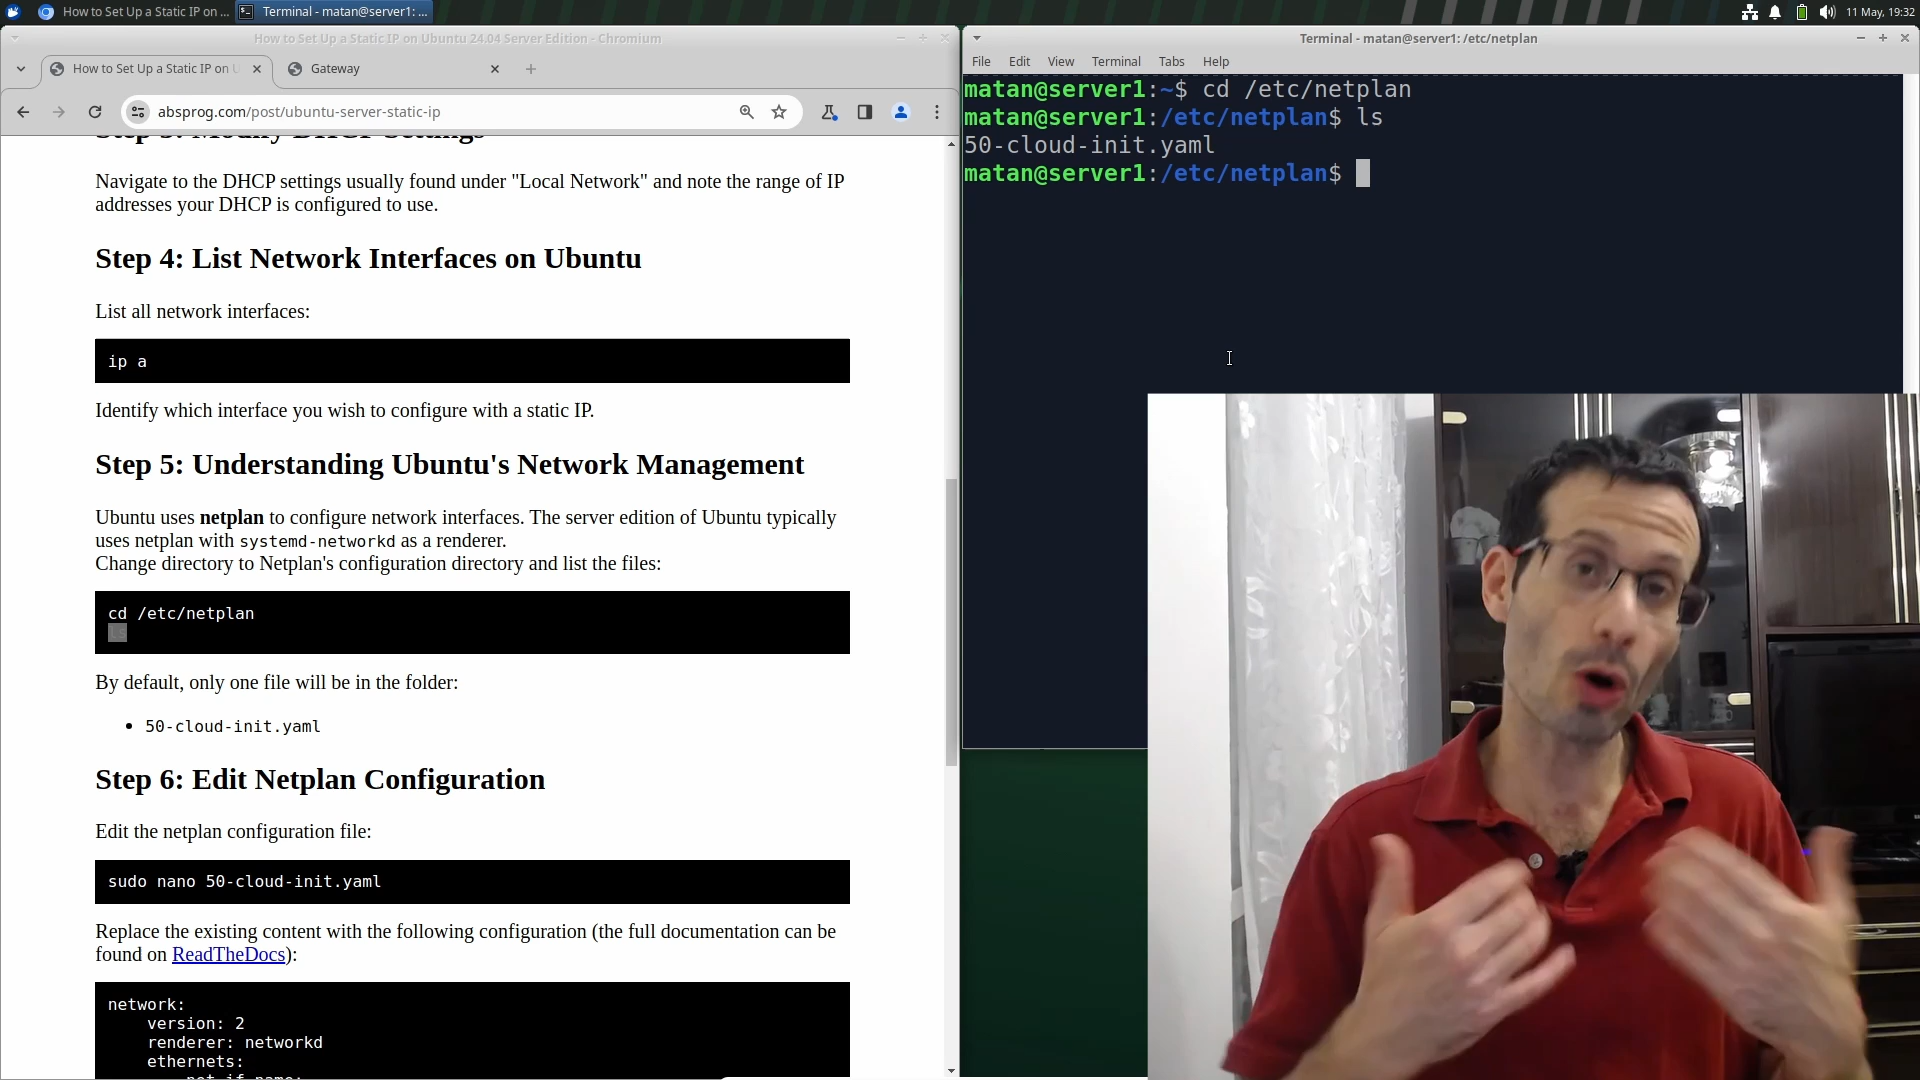 How to Set Up a Static IP on ...
Terminal - matan@server1: ...
11 May, 19:32
How to Set Up a Static IP on Ubuntu 24.04 Server Edition - Chromium
How to Set Up a Static IP on U
Gateway
absprog.com/post/ubuntu-server-static-ip
Step 3: Modify DHCP Settings
Navigate to the DHCP settings usually found under "Local Network" and note the range of IP
addresses your DHCP is configured to use.
Step 4: List Network Interfaces on Ubuntu
List all network interfaces:
ip a
Identify which interface you wish to configure with a static IP.
Step 5: Understanding Ubuntu's Network Management
Ubuntu uses netplan to configure network interfaces. The server edition of Ubuntu typically
uses netplan with systemd-networkd as a renderer.
Change directory to Netplan's configuration directory and list the files:
cd /etc/netplan
ls
By default, only one file will be in the folder:
50-cloud-init.yaml
Step 6: Edit Netplan Configuration
Edit the netplan configuration file:
sudo nano 50-cloud-init.yaml
Replace the existing content with the following configuration (the full documentation can be
found on ReadTheDocs):
network:
version: 2
renderer: networkd
ethernets:
Terminal - matan@server1: /etc/netplan
File Edit View Terminal Tabs Help
matan@server1:~$ cd /etc/netplan
matan@server1:/etc/netplan$ ls
50-cloud-init.yaml
matan@server1:/etc/netplan$